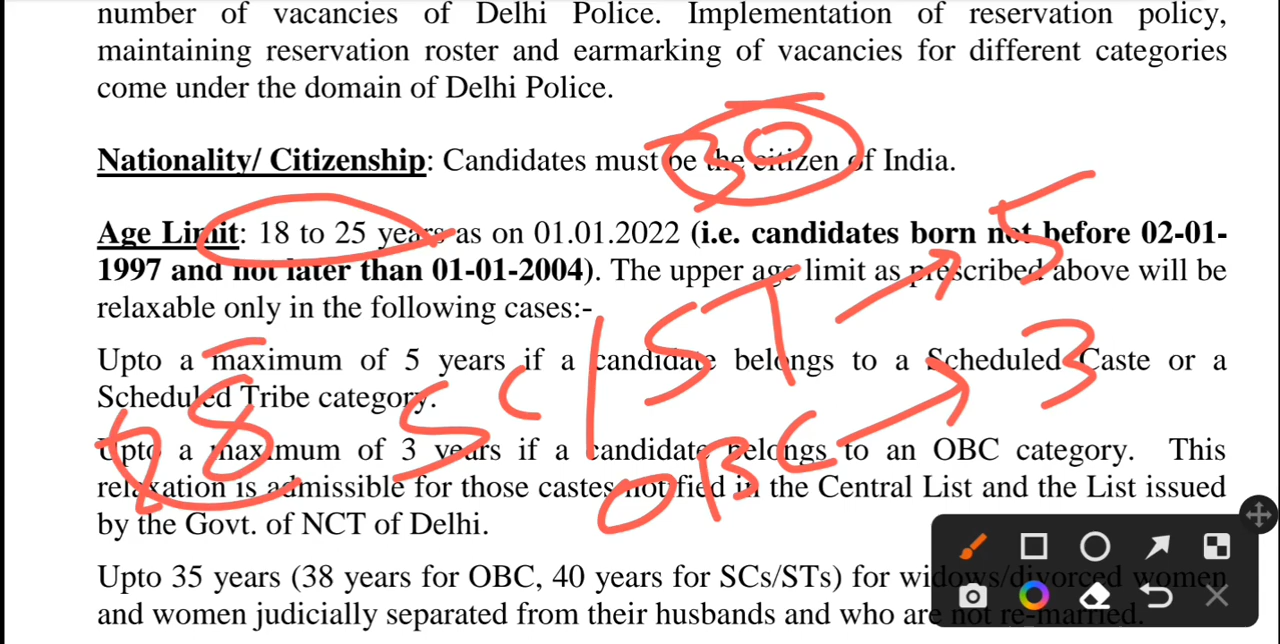 number of vacancies of Delhi Police. Implementation of reservation policy,
maintaining reservation roster and earmarking of vacancies for different categories
come under the domain of Delhi Police.
30
Nationality/ Citizenship: Candidates must be the citizen of India.
5
Age Limit: 18 to 25 years as on 01.01.2022 (i.e. candidates born not before 02-01-
1997 and not later than 01-01-2004). The upper age limit as prescribed above will be
relaxable only in the following cases:-
SC/ST
3
Upto a maximum of 5 years if a candidate belongs to a Scheduled Caste or a
Scheduled Tribe category.
28
OBC
Upto a maximum of 3 years if a candidate belongs to an OBC category. This
relaxation is admissible for those castes notified in the Central List and the List issued
by the Govt. of NCT of Delhi.
Upto 35 years (38 years for OBC, 40 years for SCs/STs) for widows/divorced women
and women judicially separated from their husbands and who are not re-married.